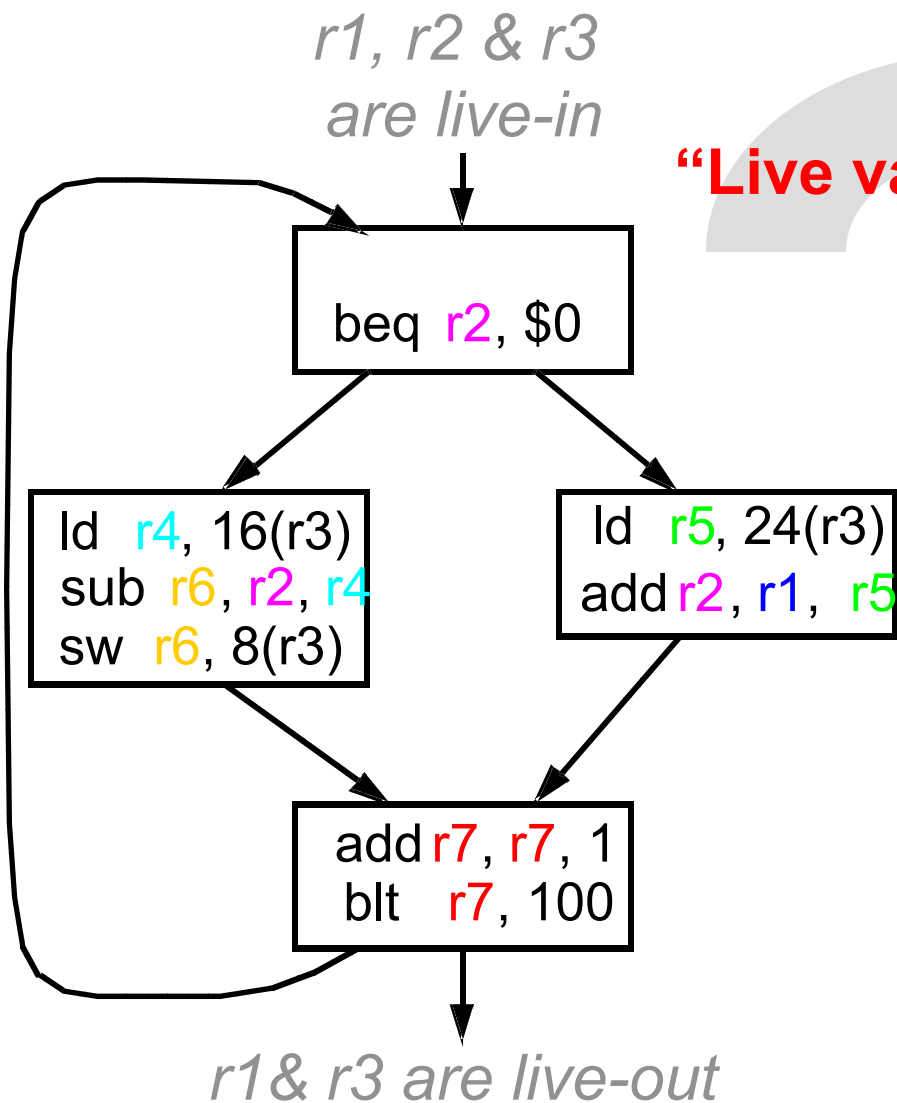 r1, r2 & r3
are live-in
“Live
beq r2, $0
ld r4, 16(r3)
sub r6, r2, r4
sw r6, 8(r3)
ld r5, 24(r3)
add r2, r1, r5
add r7, r7, 1
blt r7, 100
r1& r3 are live-out